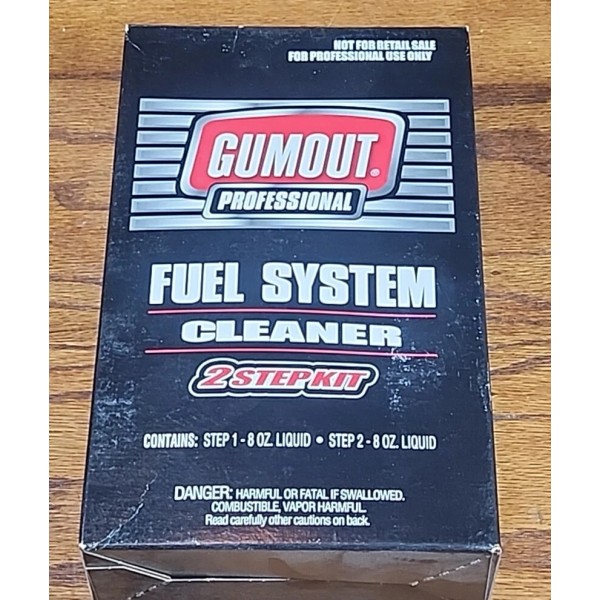 NOT FOR RETAIL SALE
FOR PROFESSIONAL USE ONLY
GUMOUT®
PROFESSIONAL
FUEL SYSTEM
CLEANER
2 STEP KIT
CONTAINS: STEP 1 - 8 OZ. LIQUID • STEP 2 - 8 OZ. LIQUID
DANGER: HARMFUL OR FATAL IF SWALLOWED.
COMBUSTIBLE, VAPOR HARMFUL.
Read carefully other cautions on back.